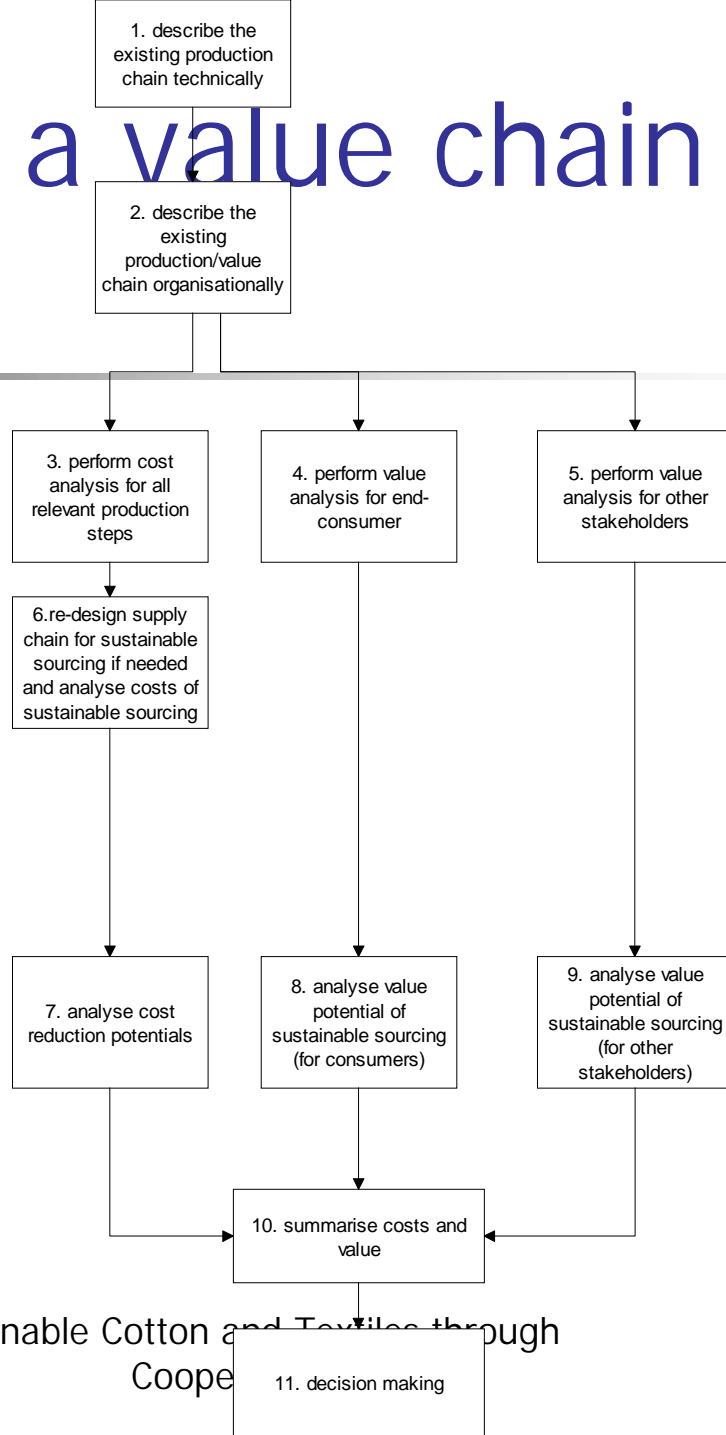 1. describe the
existing production
chain technically
a value chain
2. describe the
existing
production/value
chain organisationally
3. perform cost
analysis for all
relevant production
steps
4. perform value
analysis for end-
consumer
5. perform value
analysis for other
stakeholders
6.re-design supply
chain for sustainable
sourcing if needed
and analyse costs of
sustainable sourcing
7. analyse cost
reduction potentials
8. analyse value
potential of
sustainable sourcing
(for consumers)
9. analyse value
potential of
sustainable sourcing
(for other
stakeholders)
10. summarise costs and
value
nable Cotton and Textiles through
Coope
11. decision making